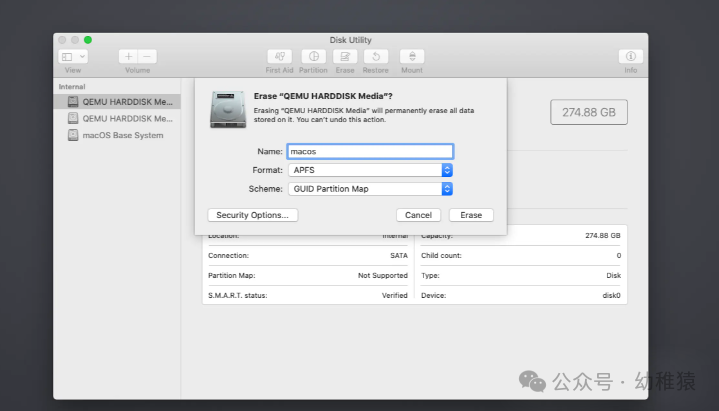 Disk Utility
View
Volume
First Aid
Partition
Erase
Restore
Mount
Info
Internal
QEMU HARDDISK Me...
QEMU HARDDISK Me...
macOS Base System
Erase “QEMU HARDDISK Media”?
Erasing “QEMU HARDDISK Media” will permanently erase all data
stored on it. You can’t undo this action.
Name: macos
Format: APFS
Scheme: GUID Partition Map
Security Options...
Cancel
Erase
274.88 GB
Location: Internal
Capacity: 274.88 GB
Connection: SATA
Child count: 0
Partition Map: Not Supported
Type: Disk
S.M.A.R.T. status: Verified
Device: disk0
公众号 · 幼稚猿